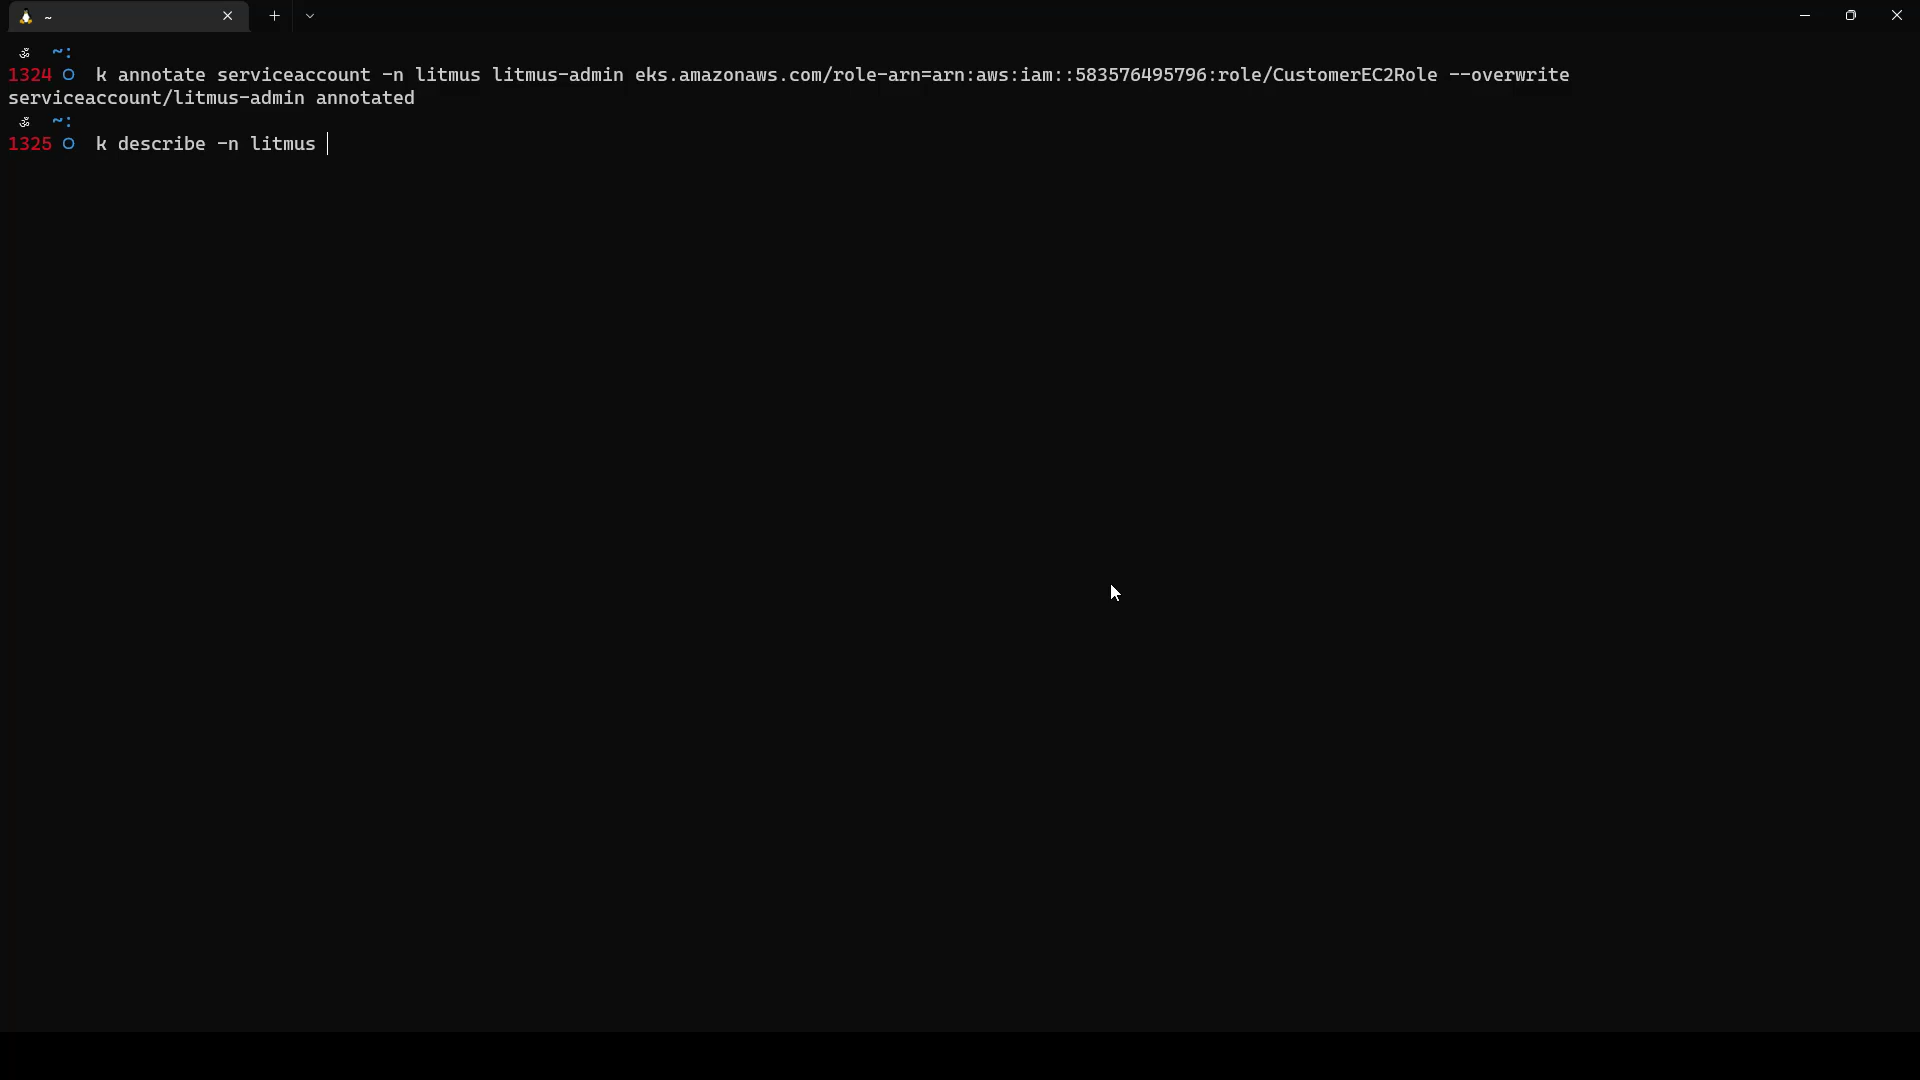 ~
ॐ ~:
1324 O k annotate serviceaccount -n litmus litmus-admin eks.amazonaws.com/role-arn=arn:aws:iam::583576495796:role/CustomerEC2Role --overwrite
serviceaccount/litmus-admin annotated
ॐ ~:
1325 O k describe -n litmus